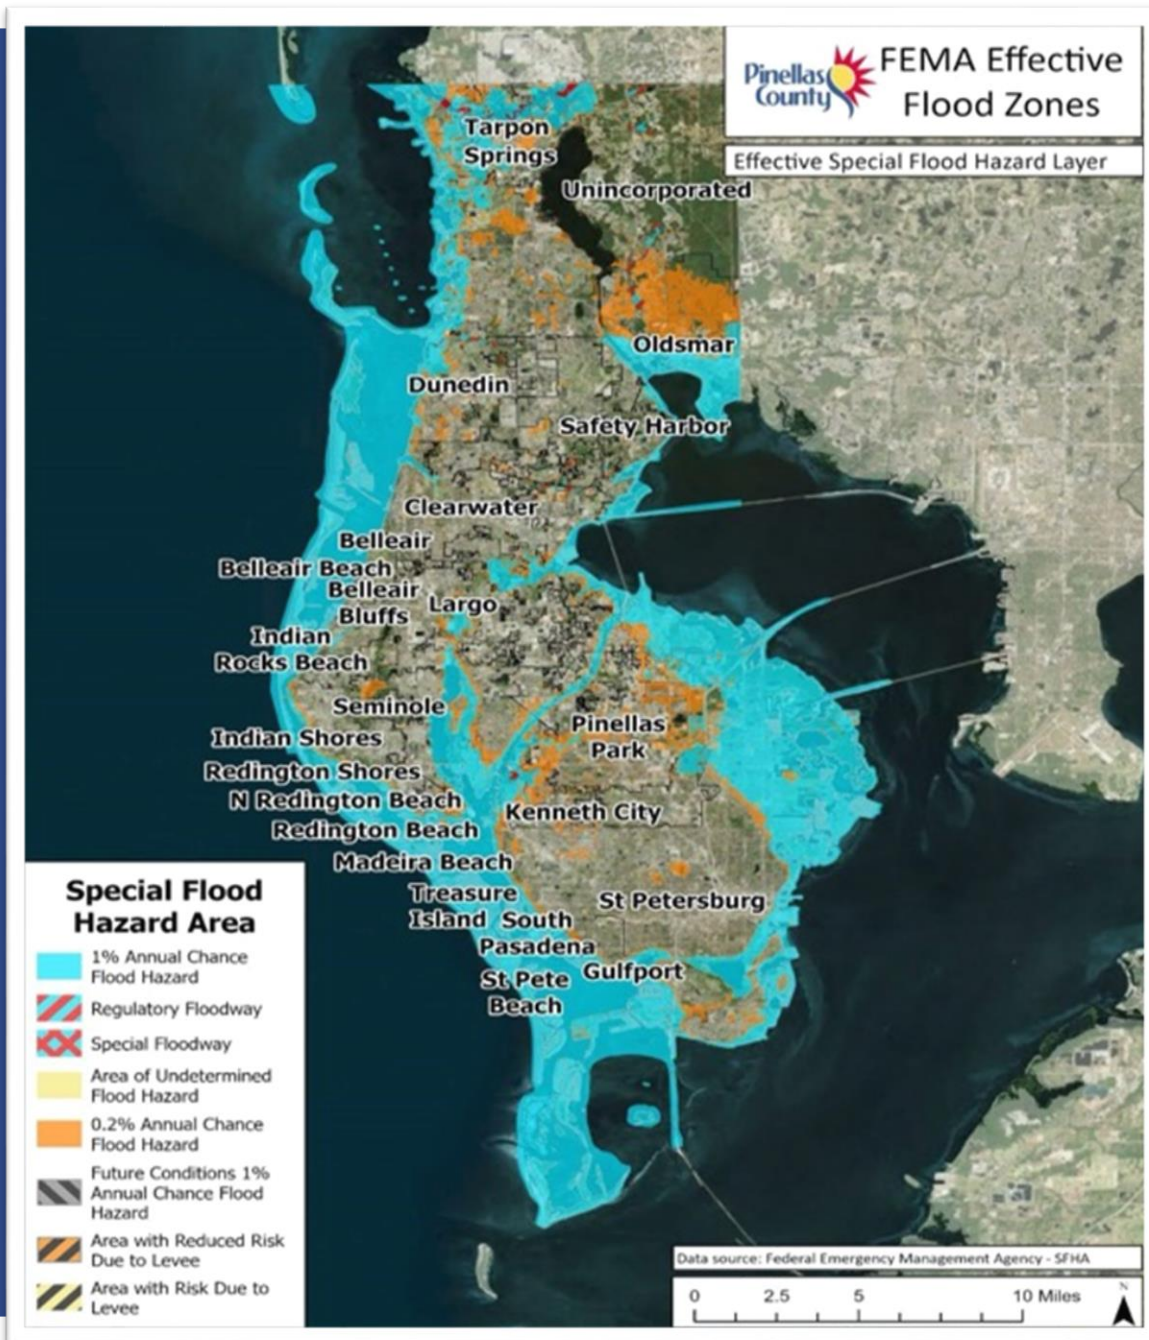 Pinellas
County
FEMA Effective
Flood Zones
Effective Special Flood Hazard Layer
Tarpon
Springs
Unincorporated
Oldsmar
Dunedin
Safety Harbor
Clearwater
Belleair
Belleair Beach
Belleair
Bluffs
Largo
Indian
Rocks Beach
Seminole
Pinellas
Park
Indian Shores
Redington Shores
N Redington Beach
Kenneth City
Redington Beach
Madeira Beach
Treasure
Island
South
Pasadena
St Petersburg
Gulfport
St Pete
Beach
Special Flood
Hazard Area
1% Annual Chance
Flood Hazard
Regulatory Floodway
Special Floodway
Area of Undetermined
Flood Hazard
0.2% Annual Chance
Flood Hazard
Future Conditions 1%
Annual Chance Flood
Hazard
Area with Reduced Risk
Due to Levee
Area with Risk Due to
Levee
Data source: Federal Emergency Management Agency - SFHA
0 2.5 5 10 Miles
N